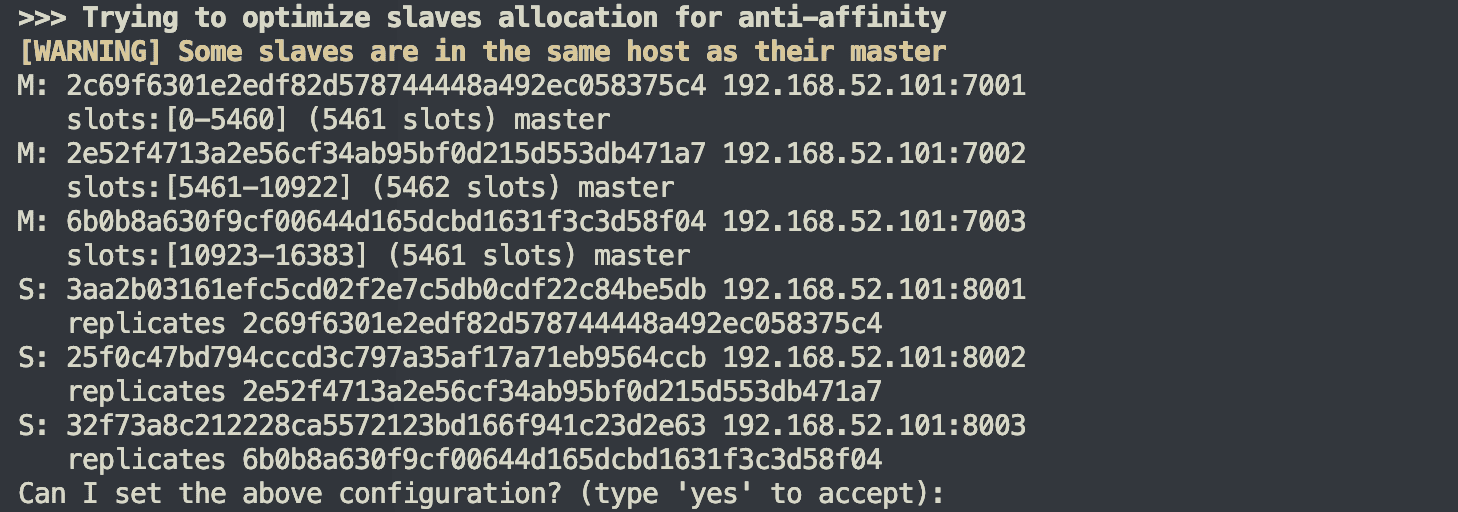 >>> Trying to optimize slaves allocation for anti-affinity
[WARNING] Some slaves are in the same host as their master
M: 2c69f6301e2edf82d578744448a492ec058375c4 192.168.52.101:7001
slots:[0-5460] (5461 slots) master
M: 2e52f4713a2e56cf34ab95bf0d215d553db471a7 192.168.52.101:7002
slots:[5461-10922] (5462 slots) master
M: 6b0b8a630f9cf00644d165dcbd1631f3c3d58f04 192.168.52.101:7003
slots:[10923-16383] (5461 slots) master
S: 3aa2b03161efc5cd02f2e7c5db0cdf22c84be5db 192.168.52.101:8001
replicates 2c69f6301e2edf82d578744448a492ec058375c4
S: 25f0c47bd794cccd3c797a35af17a71eb9564ccb 192.168.52.101:8002
replicates 2e52f4713a2e56cf34ab95bf0d215d553db471a7
S: 32f73a8c212228ca5572123bd166f941c23d2e63 192.168.52.101:8003
replicates 6b0b8a630f9cf00644d165dcbd1631f3c3d58f04
Can I set the above configuration? (type 'yes' to accept):